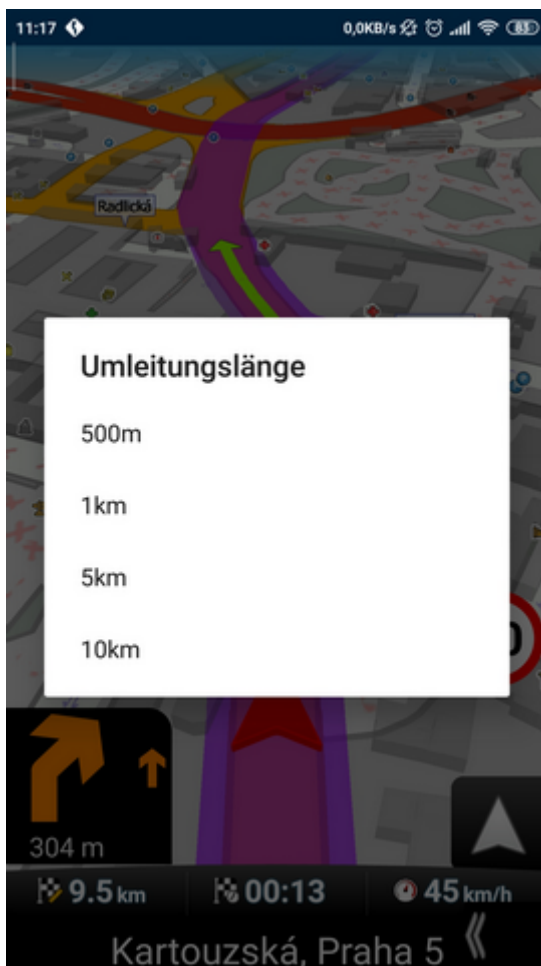 11:17 0,0KB/s 83
Radlická
Umleitungslänge
500m
1km
5km
10km
304 m
9.5 km 00:13 45 km/h
Kartouzská, Praha 5